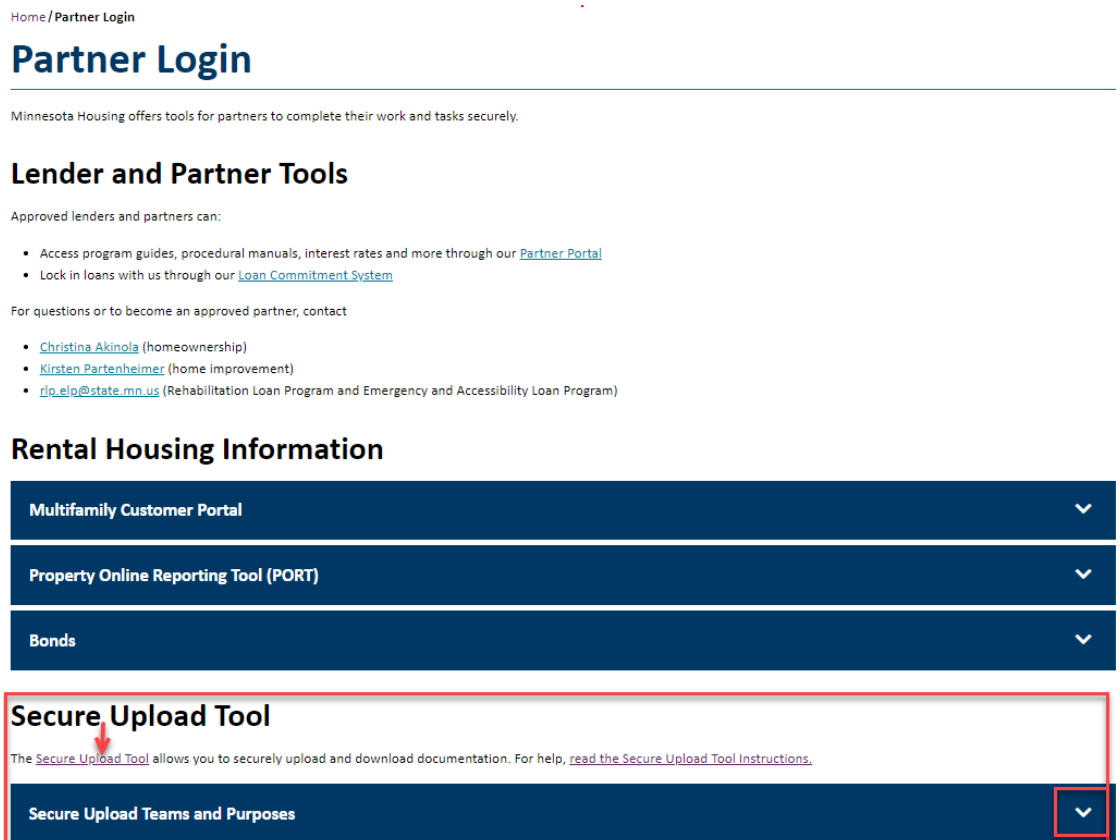 Home / Partner Login
Partner Login
Minnesota Housing offers tools for partners to complete their work and tasks securely.
Lender and Partner Tools
Approved lenders and partners can:
• Access program guides, procedural manuals, interest rates and more through our Partner Portal
• Lock in loans with us through our Loan Commitment System
For questions or to become an approved partner, contact
• Christina Akinola (homeownership)
• Kirsten Partenheimer (home improvement)
• rlp.elp@state.mn.us (Rehabilitation Loan Program and Emergency and Accessibility Loan Program)
Rental Housing Information
Multifamily Customer Portal
Property Online Reporting Tool (PORT)
Bonds
Secure Upload Tool
The Secure Upload Tool allows you to securely upload and download documentation. For help, read the Secure Upload Tool Instructions.
Secure Upload Teams and Purposes